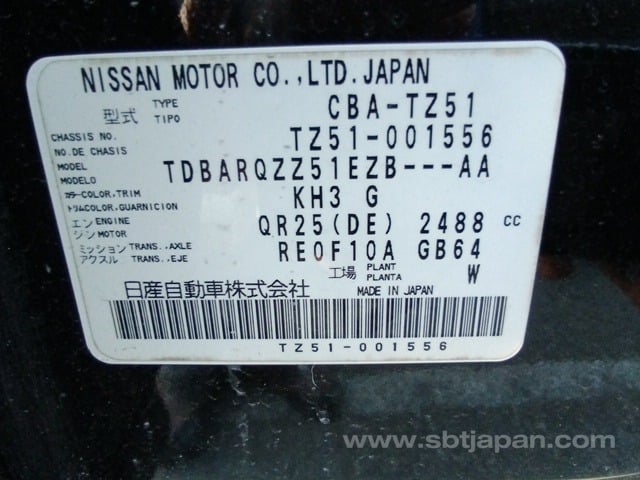 NISSAN MOTOR CO.,LTD.JAPAN
型式 TYPE TIPO CBA-TZ51
CHASSIS NO. NO.DE CHASSIS TZ51-001556
MODEL MODELO TDBARQZZ51EZB---AA
カラー COLOR,TRIM トリム COLOR,GUARNICION KH3 G
エンジン ENGINE MOTOR QR25(DE) 2488 CC
ミッション TRANS.,AXLE アクスル TRANS.,EJE RE0F10A GB64
工場 PLANT PLANTA W
日産自動車株式会社 MADE IN JAPAN
TZ51-001556
www.sbtjapan.com